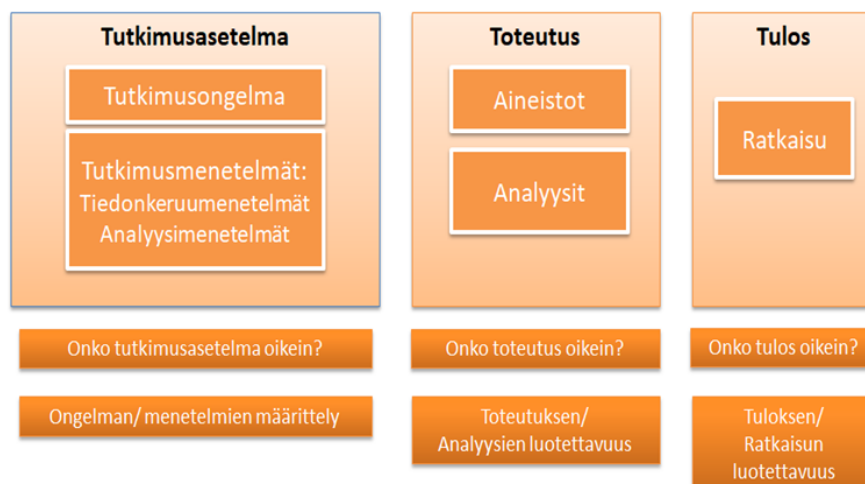 Tutkimusasetelma
Tutkimusongelma
Tutkimusmenetelmät:
Tiedonkeruumenetelmät
Analyysimenetelmät
Toteutus
Aineistot
Analyysit
Tulos
Ratkaisu
Onko tutkimusasetelma oikein?
Onko toteutus oikein?
Onko tulos oikein?
Ongelman/ menetelmien määrittely
Toteutuksen/
Analyysien luotettavuus
Tuloksen/
Ratkaisun
luotettavuus